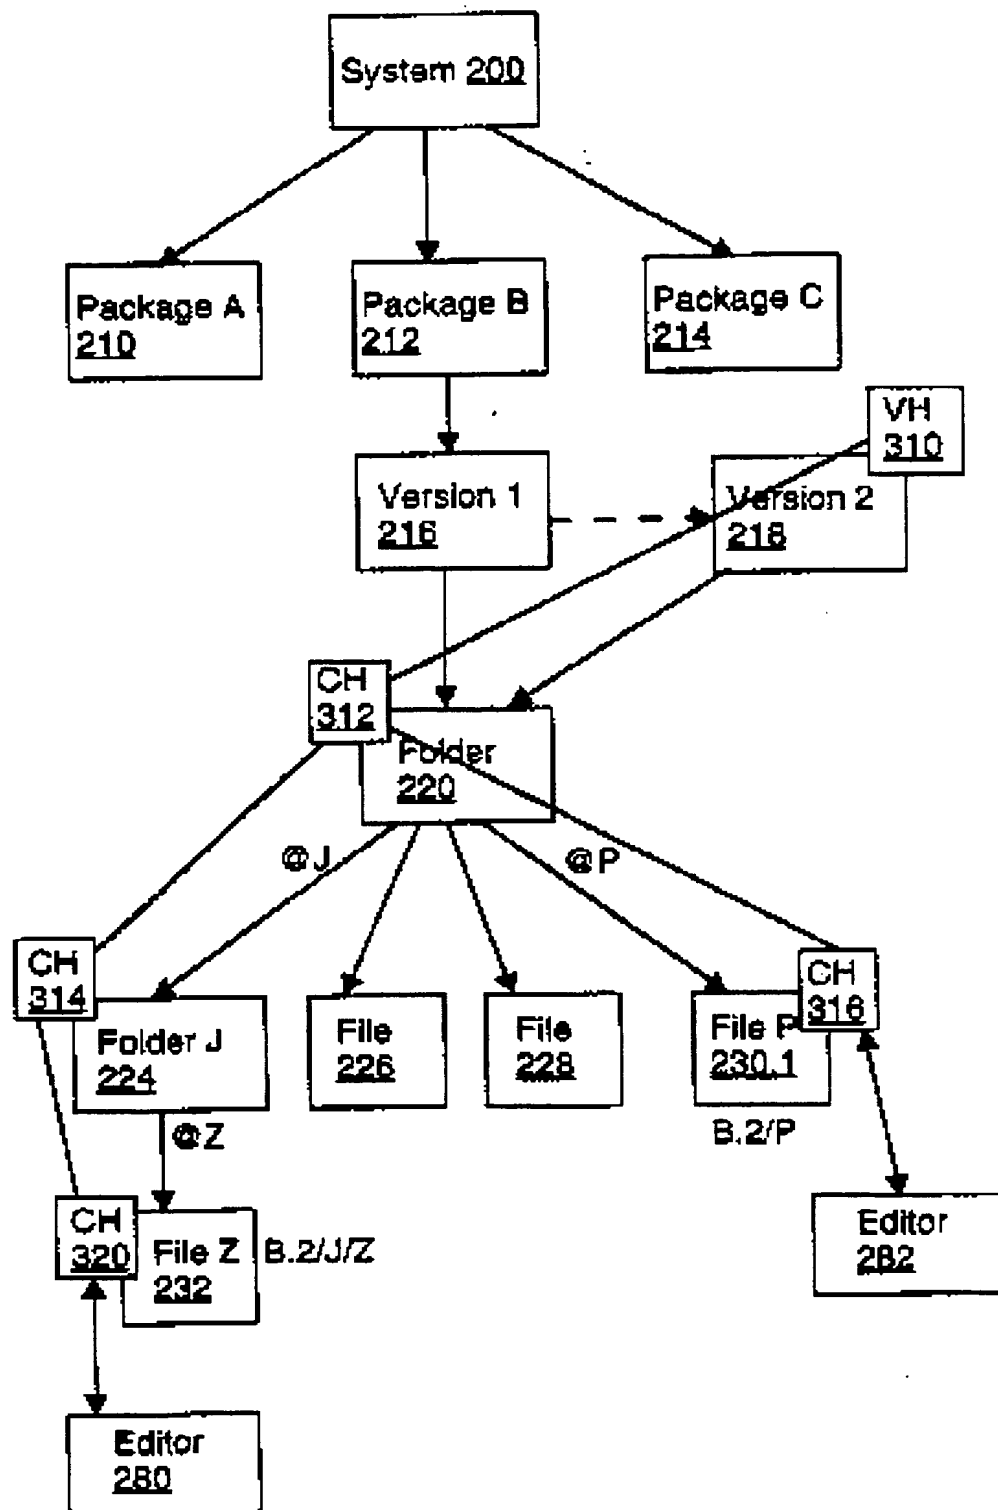 System 200
Package A
210
Package B
212
Package C
214
VH
310
Version 1
216
Version 2
218
CH
312
Folder
220
@J
@P
CH
314
Folder J
224
File
226
File
228
File P
230.1
CH
316
B.2/P
@Z
CH
320
File Z
232
B.2/J/Z
Editor
282
Editor
280